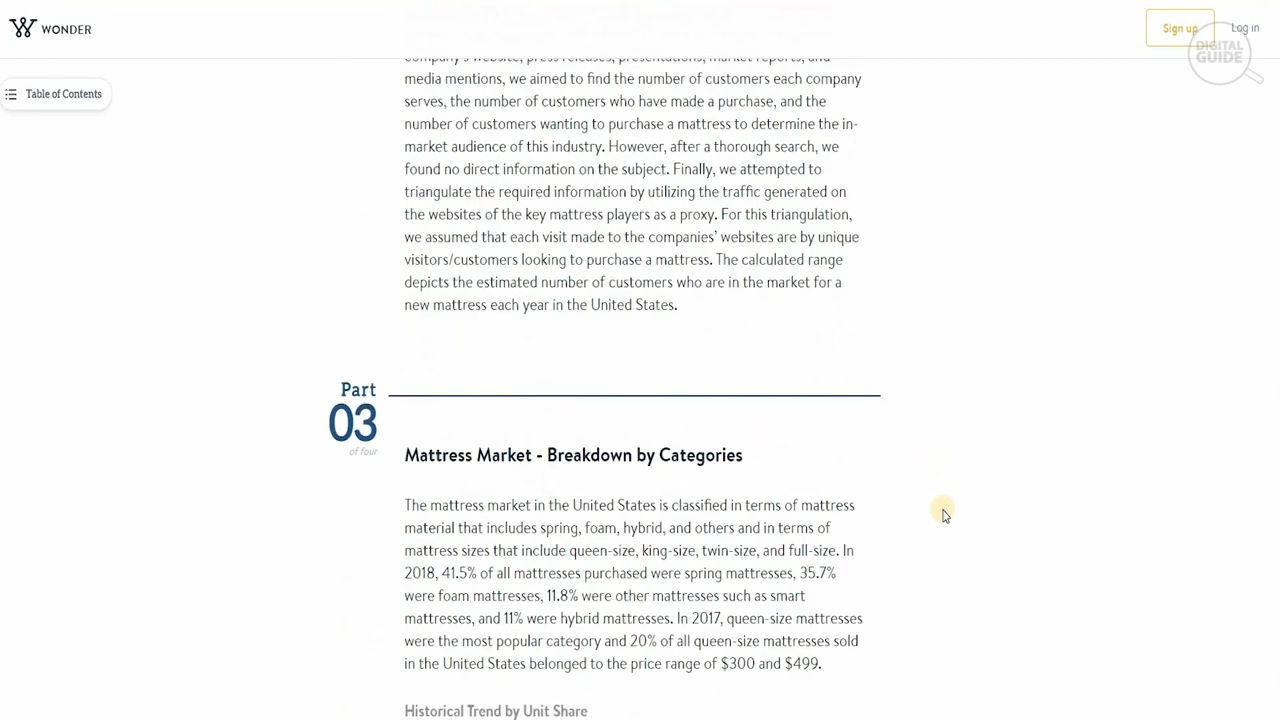 WONDER
Sign up
Log in
DIGITAL
GUIDE
Table of Contents
company's website, press releases, presentations, market reports, and
media mentions, we aimed to find the number of customers each company
serves, the number of customers who have made a purchase, and the
number of customers wanting to purchase a mattress to determine the in-
market audience of this industry. However, after a thorough search, we
found no direct information on the subject. Finally, we attempted to
triangulate the required information by utilizing the traffic generated on
the websites of the key mattress players as a proxy. For this triangulation,
we assumed that each visit made to the companies' websites are by unique
visitors/customers looking to purchase a mattress. The calculated range
depicts the estimated number of customers who are in the market for a
new mattress each year in the United States.
Part
03
of four
Mattress Market - Breakdown by Categories
The mattress market in the United States is classified in terms of mattress
material that includes spring, foam, hybrid, and others and in terms of
mattress sizes that include queen-size, king-size, twin-size, and full-size. In
2018, 41.5% of all mattresses purchased were spring mattresses, 35.7%
were foam mattresses, 11.8% were other mattresses such as smart
mattresses, and 11% were hybrid mattresses. In 2017, queen-size mattresses
were the most popular category and 20% of all queen-size mattresses sold
in the United States belonged to the price range of $300 and $499.
Historical Trend by Unit Share